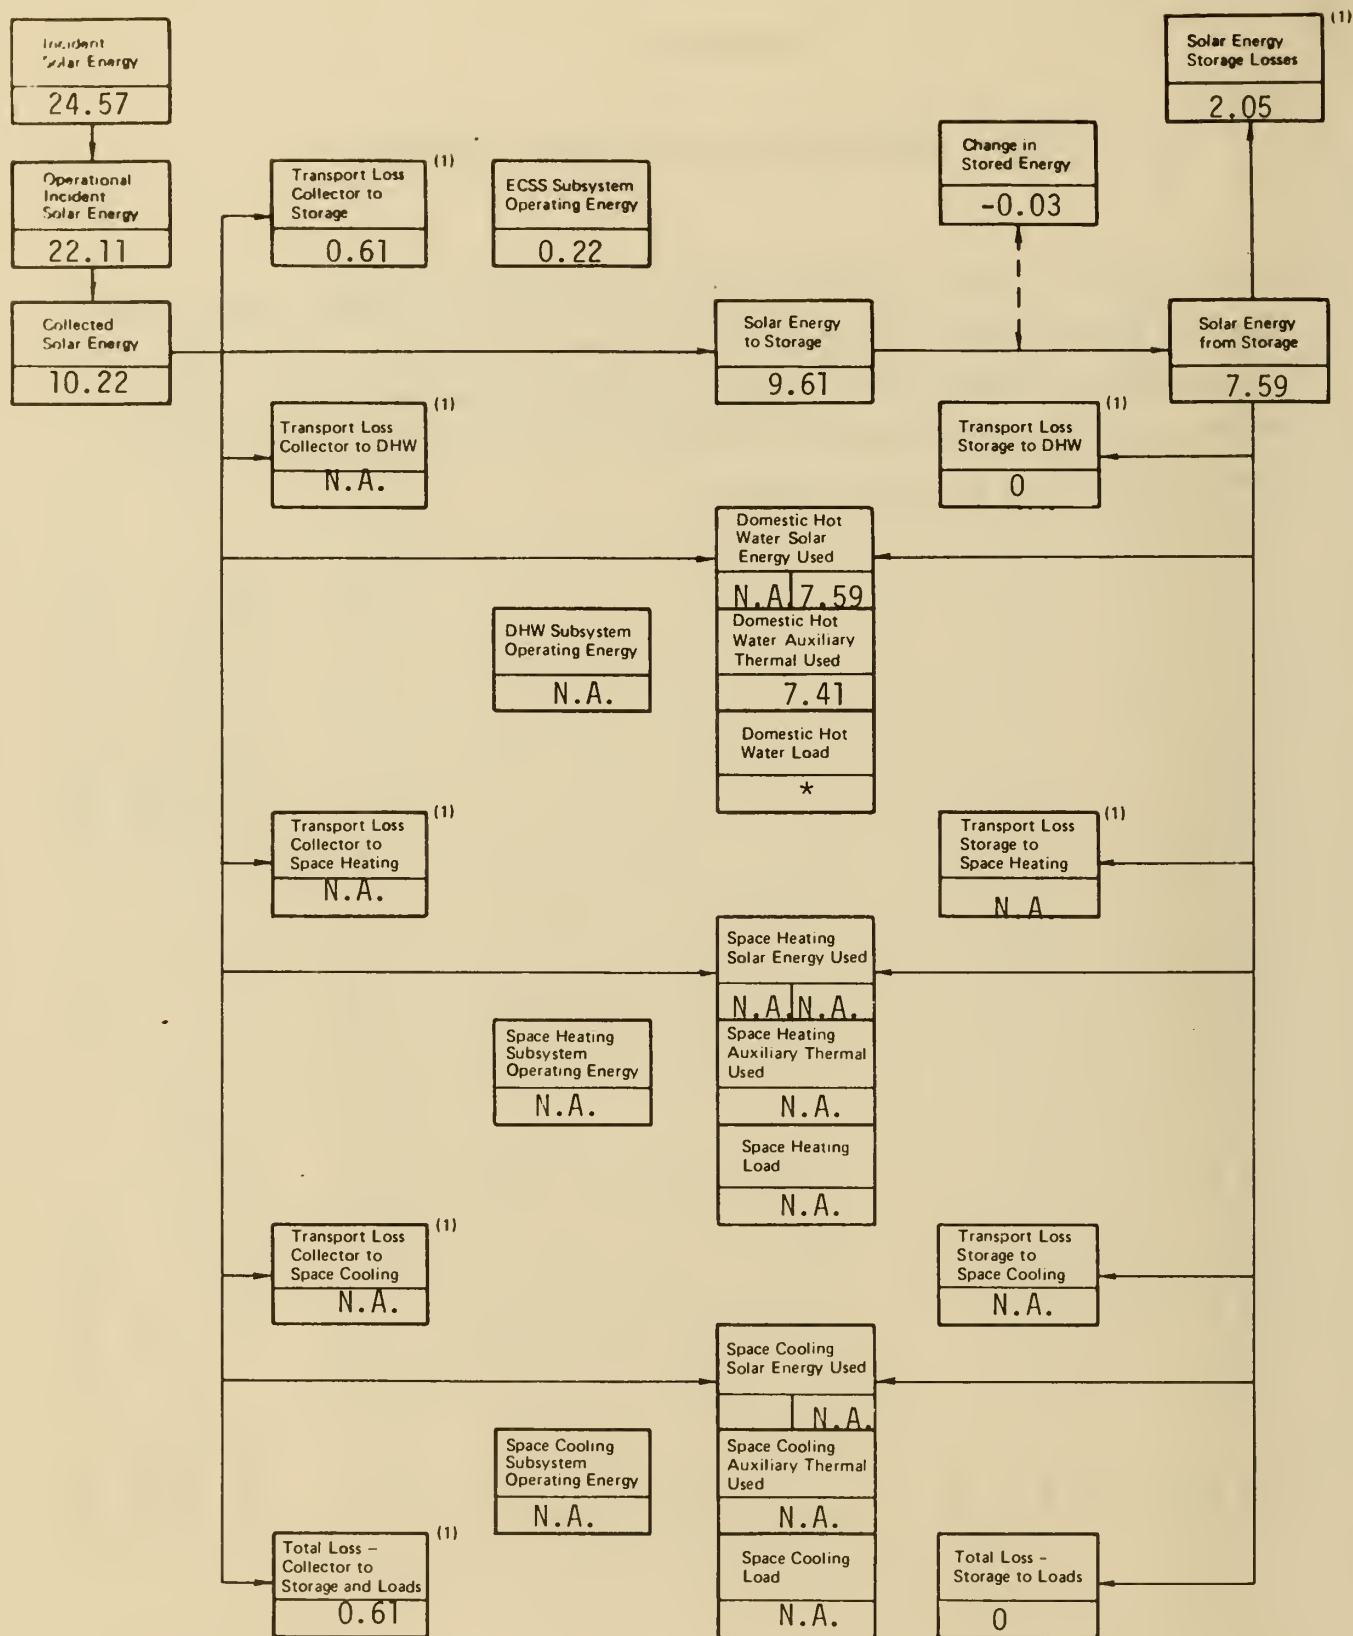 Incident
Solar Energy
24.57
Operational
Incident
Solar Energy
22.11
Collected
Solar Energy
10.22
(1)
Transport Loss
Collector to
Storage
0.61
ECSS Subsystem
Operating Energy
0.22
Change in
Stored Energy
-0.03
(1)
Solar Energy
Storage Losses
2.05
Solar Energy
to Storage
9.61
Solar Energy
from Storage
7.59
(1)
Transport Loss
Collector to DHW
N.A.
(1)
Transport Loss
Storage to DHW
0
Domestic Hot
Water Solar
Energy Used
N.A. 7.59
Domestic Hot
Water Auxiliary
Thermal Used
7.41
Domestic Hot
Water Load
*
DHW Subsystem
Operating Energy
N.A.
(1)
Transport Loss
Collector to
Space Heating
N.A.
(1)
Transport Loss
Storage to
Space Heating
N.A
Space Heating
Solar Energy Used
N.A. N.A.
Space Heating
Auxiliary Thermal
Used
N.A.
Space Heating
Load
N.A.
Space Heating
Subsystem
Operating Energy
N.A.
(1)
Transport Loss
Collector to
Space Cooling
N.A.
Transport Loss
Storage to
Space Cooling
N.A.
Space Cooling
Solar Energy Used
N.A.
Space Cooling
Auxiliary Thermal
Used
N.A.
Space Cooling
Load
N.A.
Space Cooling
Subsystem
Operating Energy
N.A.
(1)
Total Loss –
Collector to
Storage and Loads
0.61
Total Loss -
Storage to Loads
0